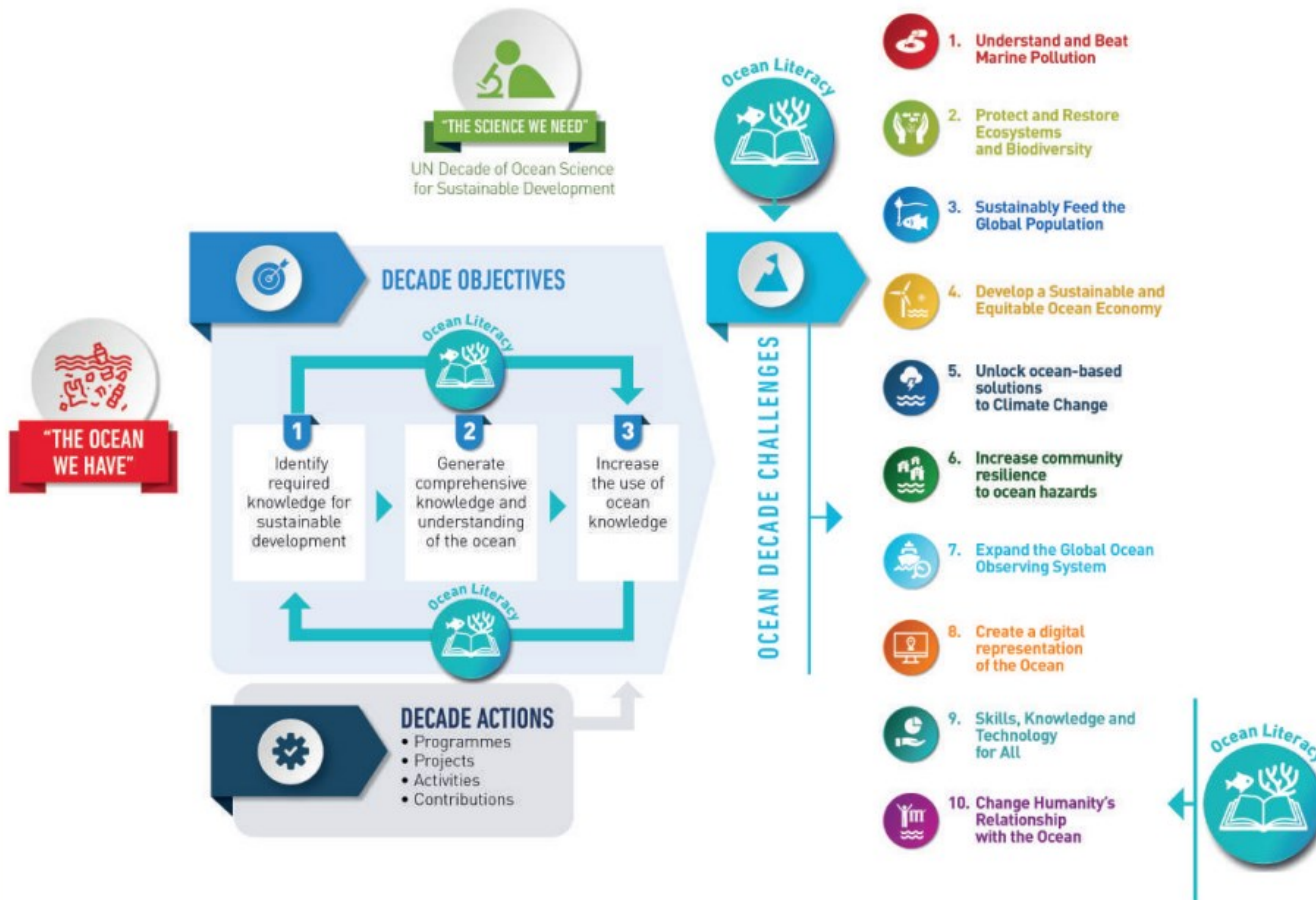 "THE SCIENCE WE NEED"
UN Decade of Ocean Science
for Sustainable Development
"THE OCEAN
WE HAVE"
DECADE OBJECTIVES
Ocean Literacy
1
Identify
required
knowledge for
sustainable
development
2
Generate
comprehensive
knowledge and
understanding
of the ocean
3
Increase
the use of
ocean
knowledge
Ocean Literacy
DECADE ACTIONS
• Programmes
• Projects
• Activities
• Contributions
Ocean Literacy
OCEAN DECADE CHALLENGES
1. Understand and Beat
Marine Pollution
2. Protect and Restore
Ecosystems
and Biodiversity
3. Sustainably Feed the
Global Population
4. Develop a Sustainable and
Equitable Ocean Economy
5. Unlock ocean-based
solutions
to Climate Change
6. Increase community
resilience
to ocean hazards
7. Expand the Global Ocean
Observing System
8. Create a digital
representation
of the Ocean
9. Skills, Knowledge and
Technology
for All
10. Change Humanity's
Relationship
with the Ocean
Ocean Literacy